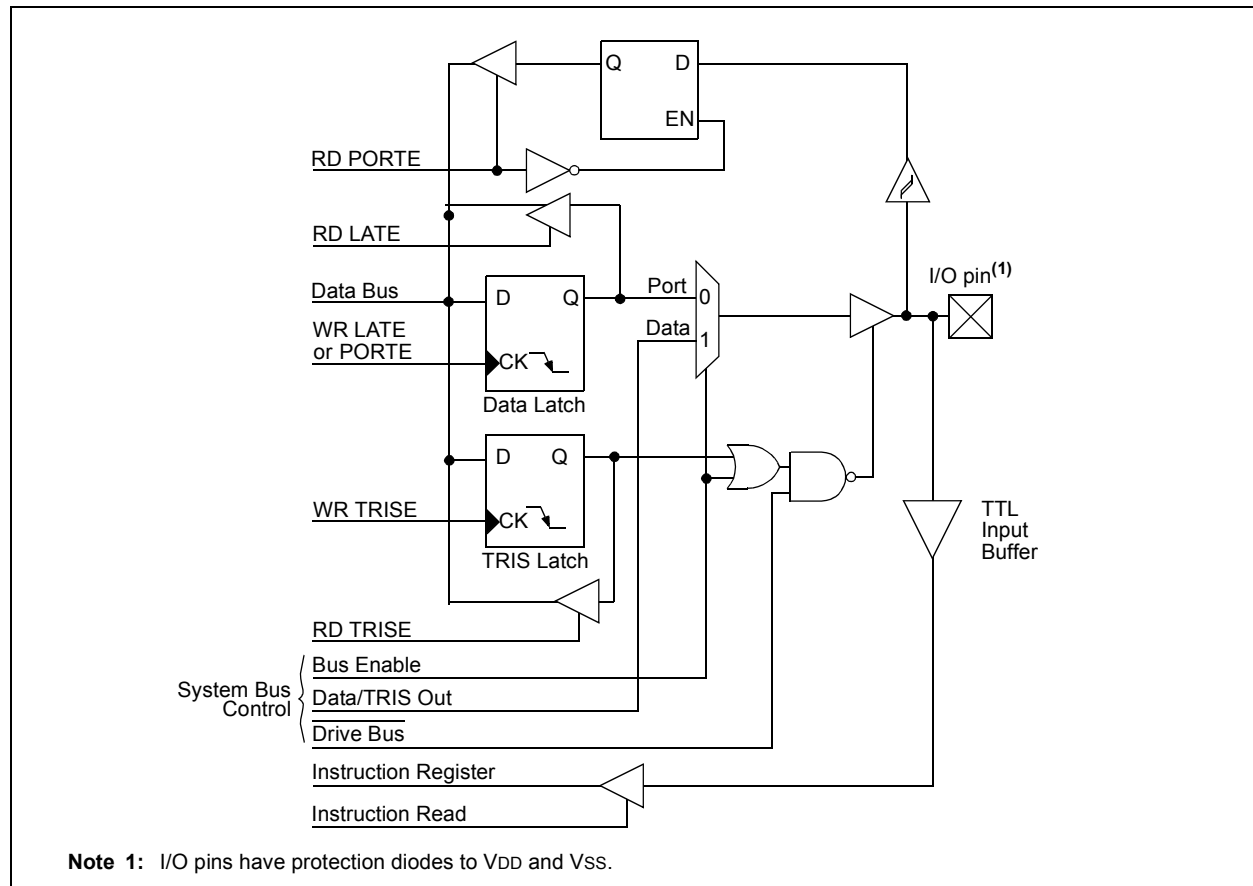 Q D
EN
RD PORTE
RD LATE
I/O pin(1)
Port
0
Data Bus
D Q
Data
1
WR LATE
or PORTE
CK
Data Latch
D Q
TTL
Input
Buffer
WR TRISE
CK
TRIS Latch
RD TRISE
Bus Enable
System Bus
Control
Data/TRIS Out
Drive Bus
Instruction Register
Instruction Read
Note 1: I/O pins have protection diodes to VDD and VSS.